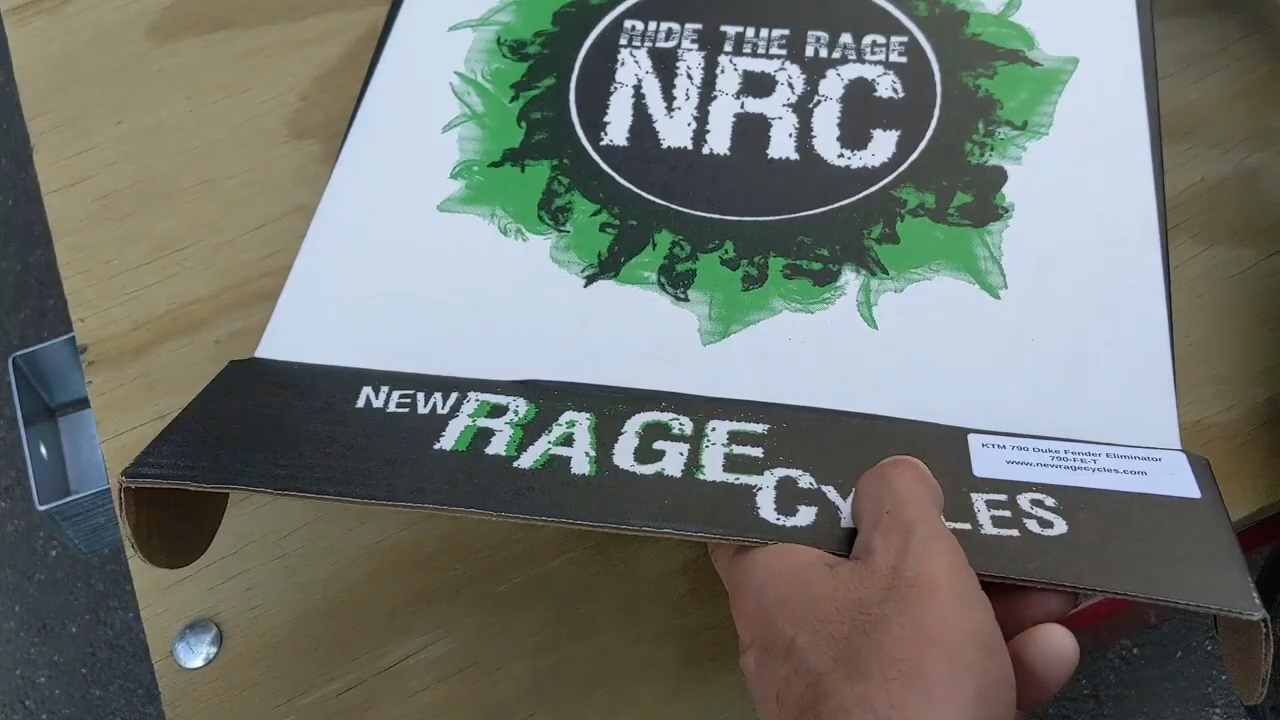 RIDE THE RAGE
NRC
NEW RAGE
CYCLES
KTM 790 Duke Fender Eliminator
790-FE-T
www.newragecycles.com